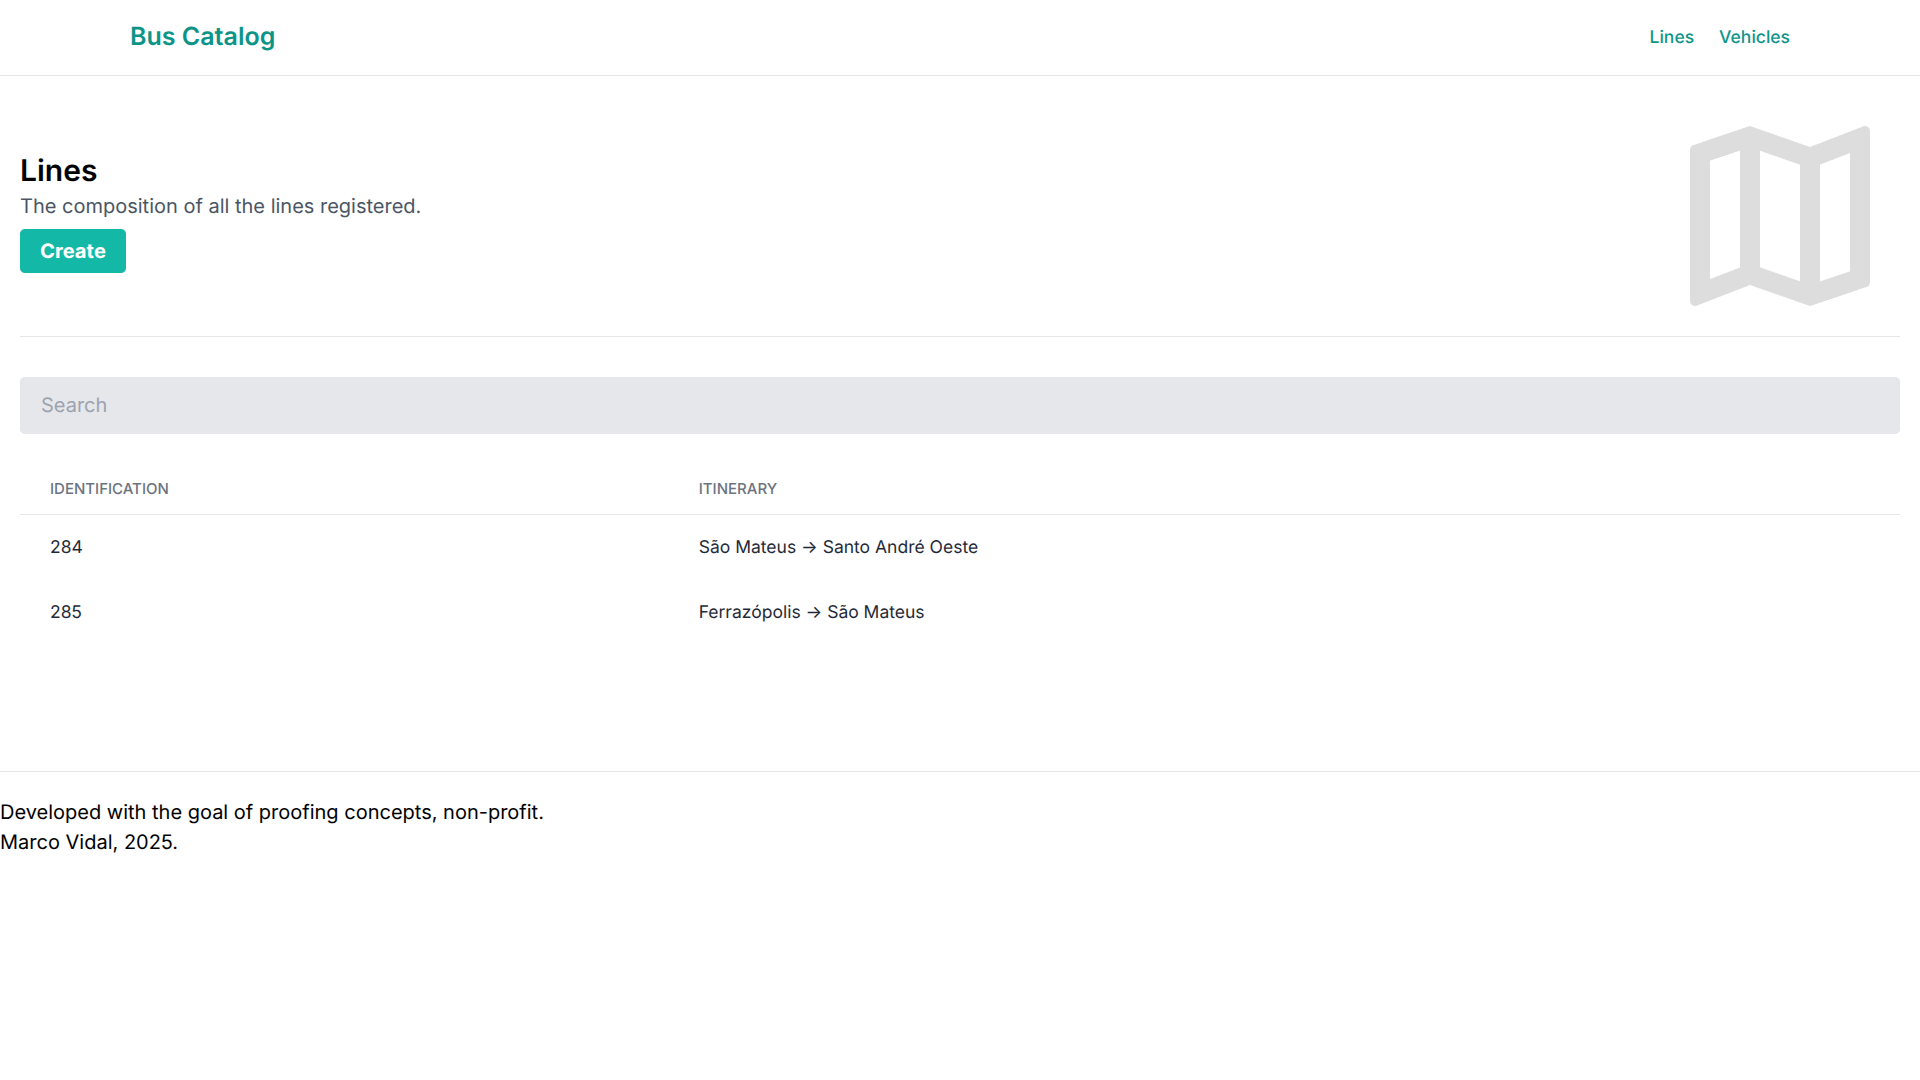 Bus Catalog
Lines Vehicles
Lines
The composition of all the lines registered.
Create
Search
IDENTIFICATION ITINERARY
284 São Mateus → Santo André Oeste
285 Ferrazópolis → São Mateus
Developed with the goal of proofing concepts, non-profit.
Marco Vidal, 2025.